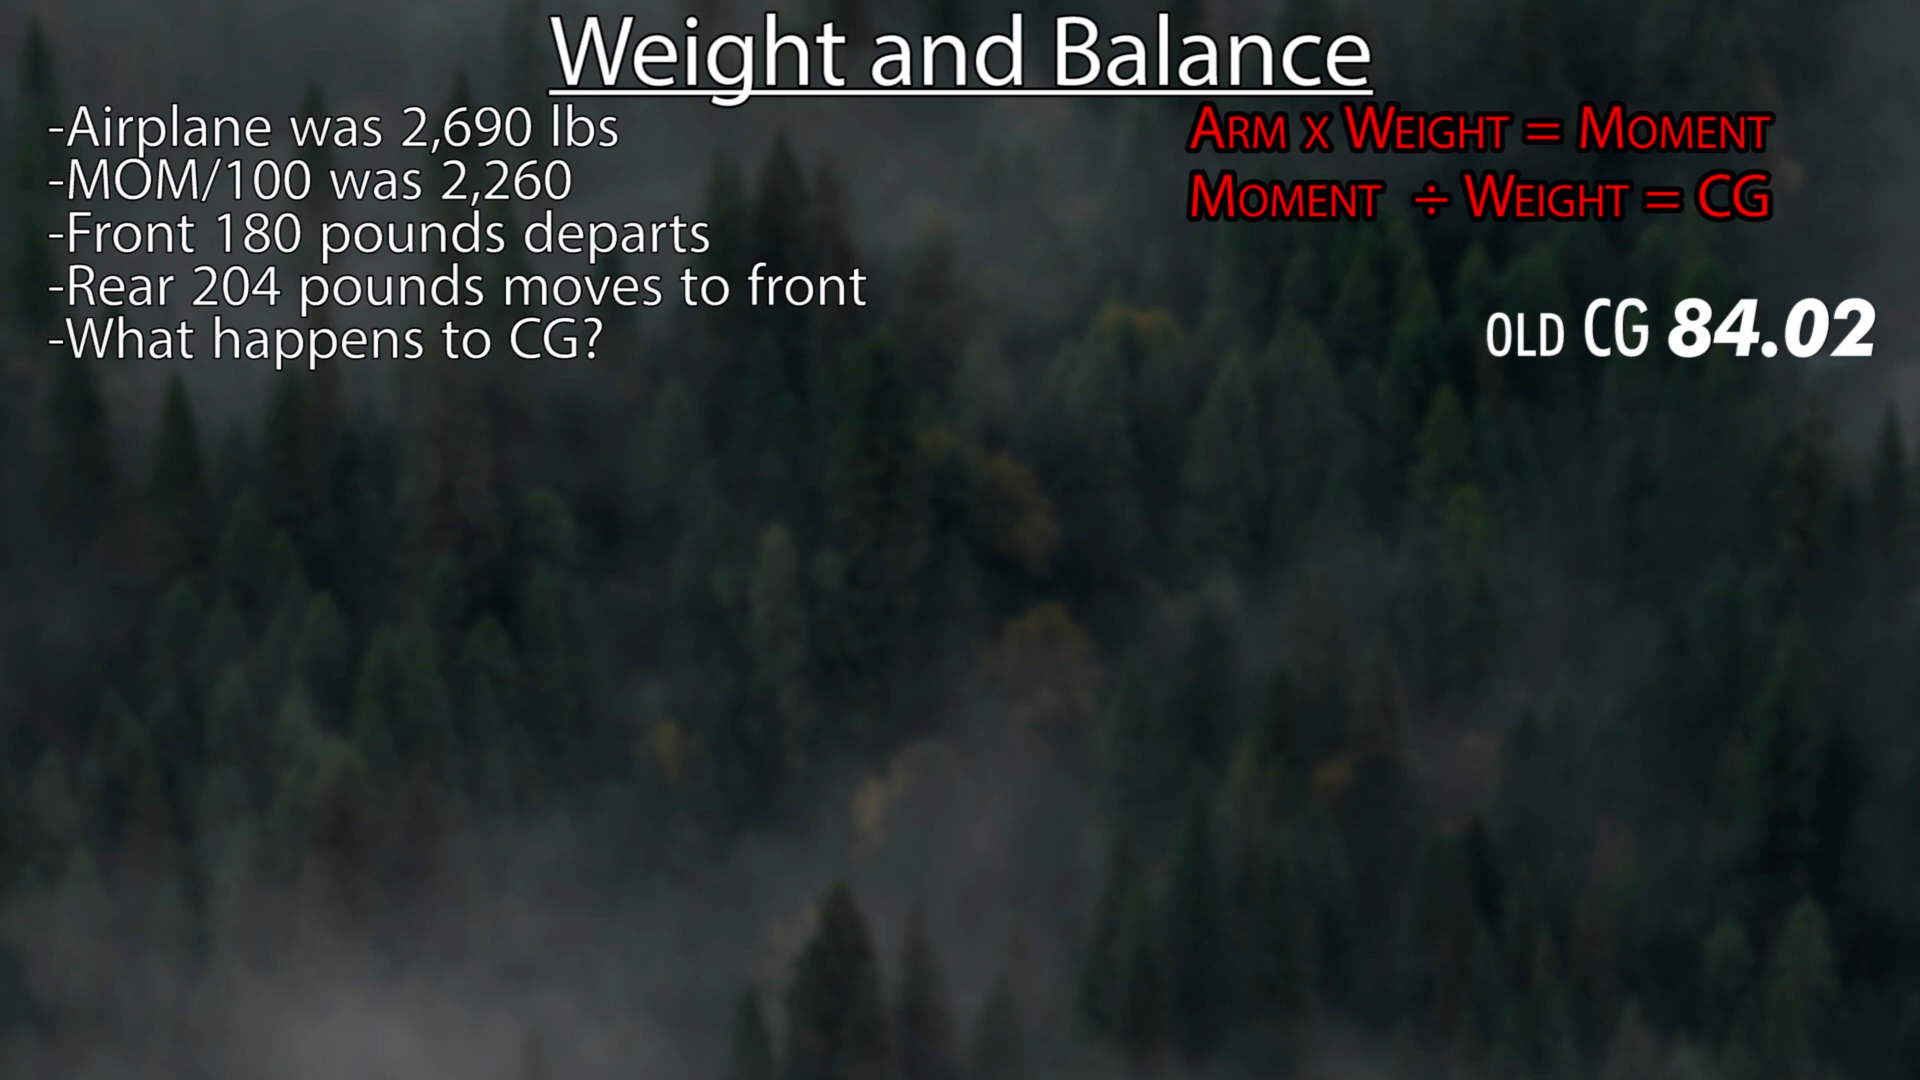 Weight and Balance
-Airplane was 2,690 lbs
-MOM/100 was 2,260
-Front 180 pounds departs
-Rear 204 pounds moves to front
-What happens to CG?
ARM X WEIGHT = MOMENT
MOMENT ÷ WEIGHT = CG
OLD CG 84.02